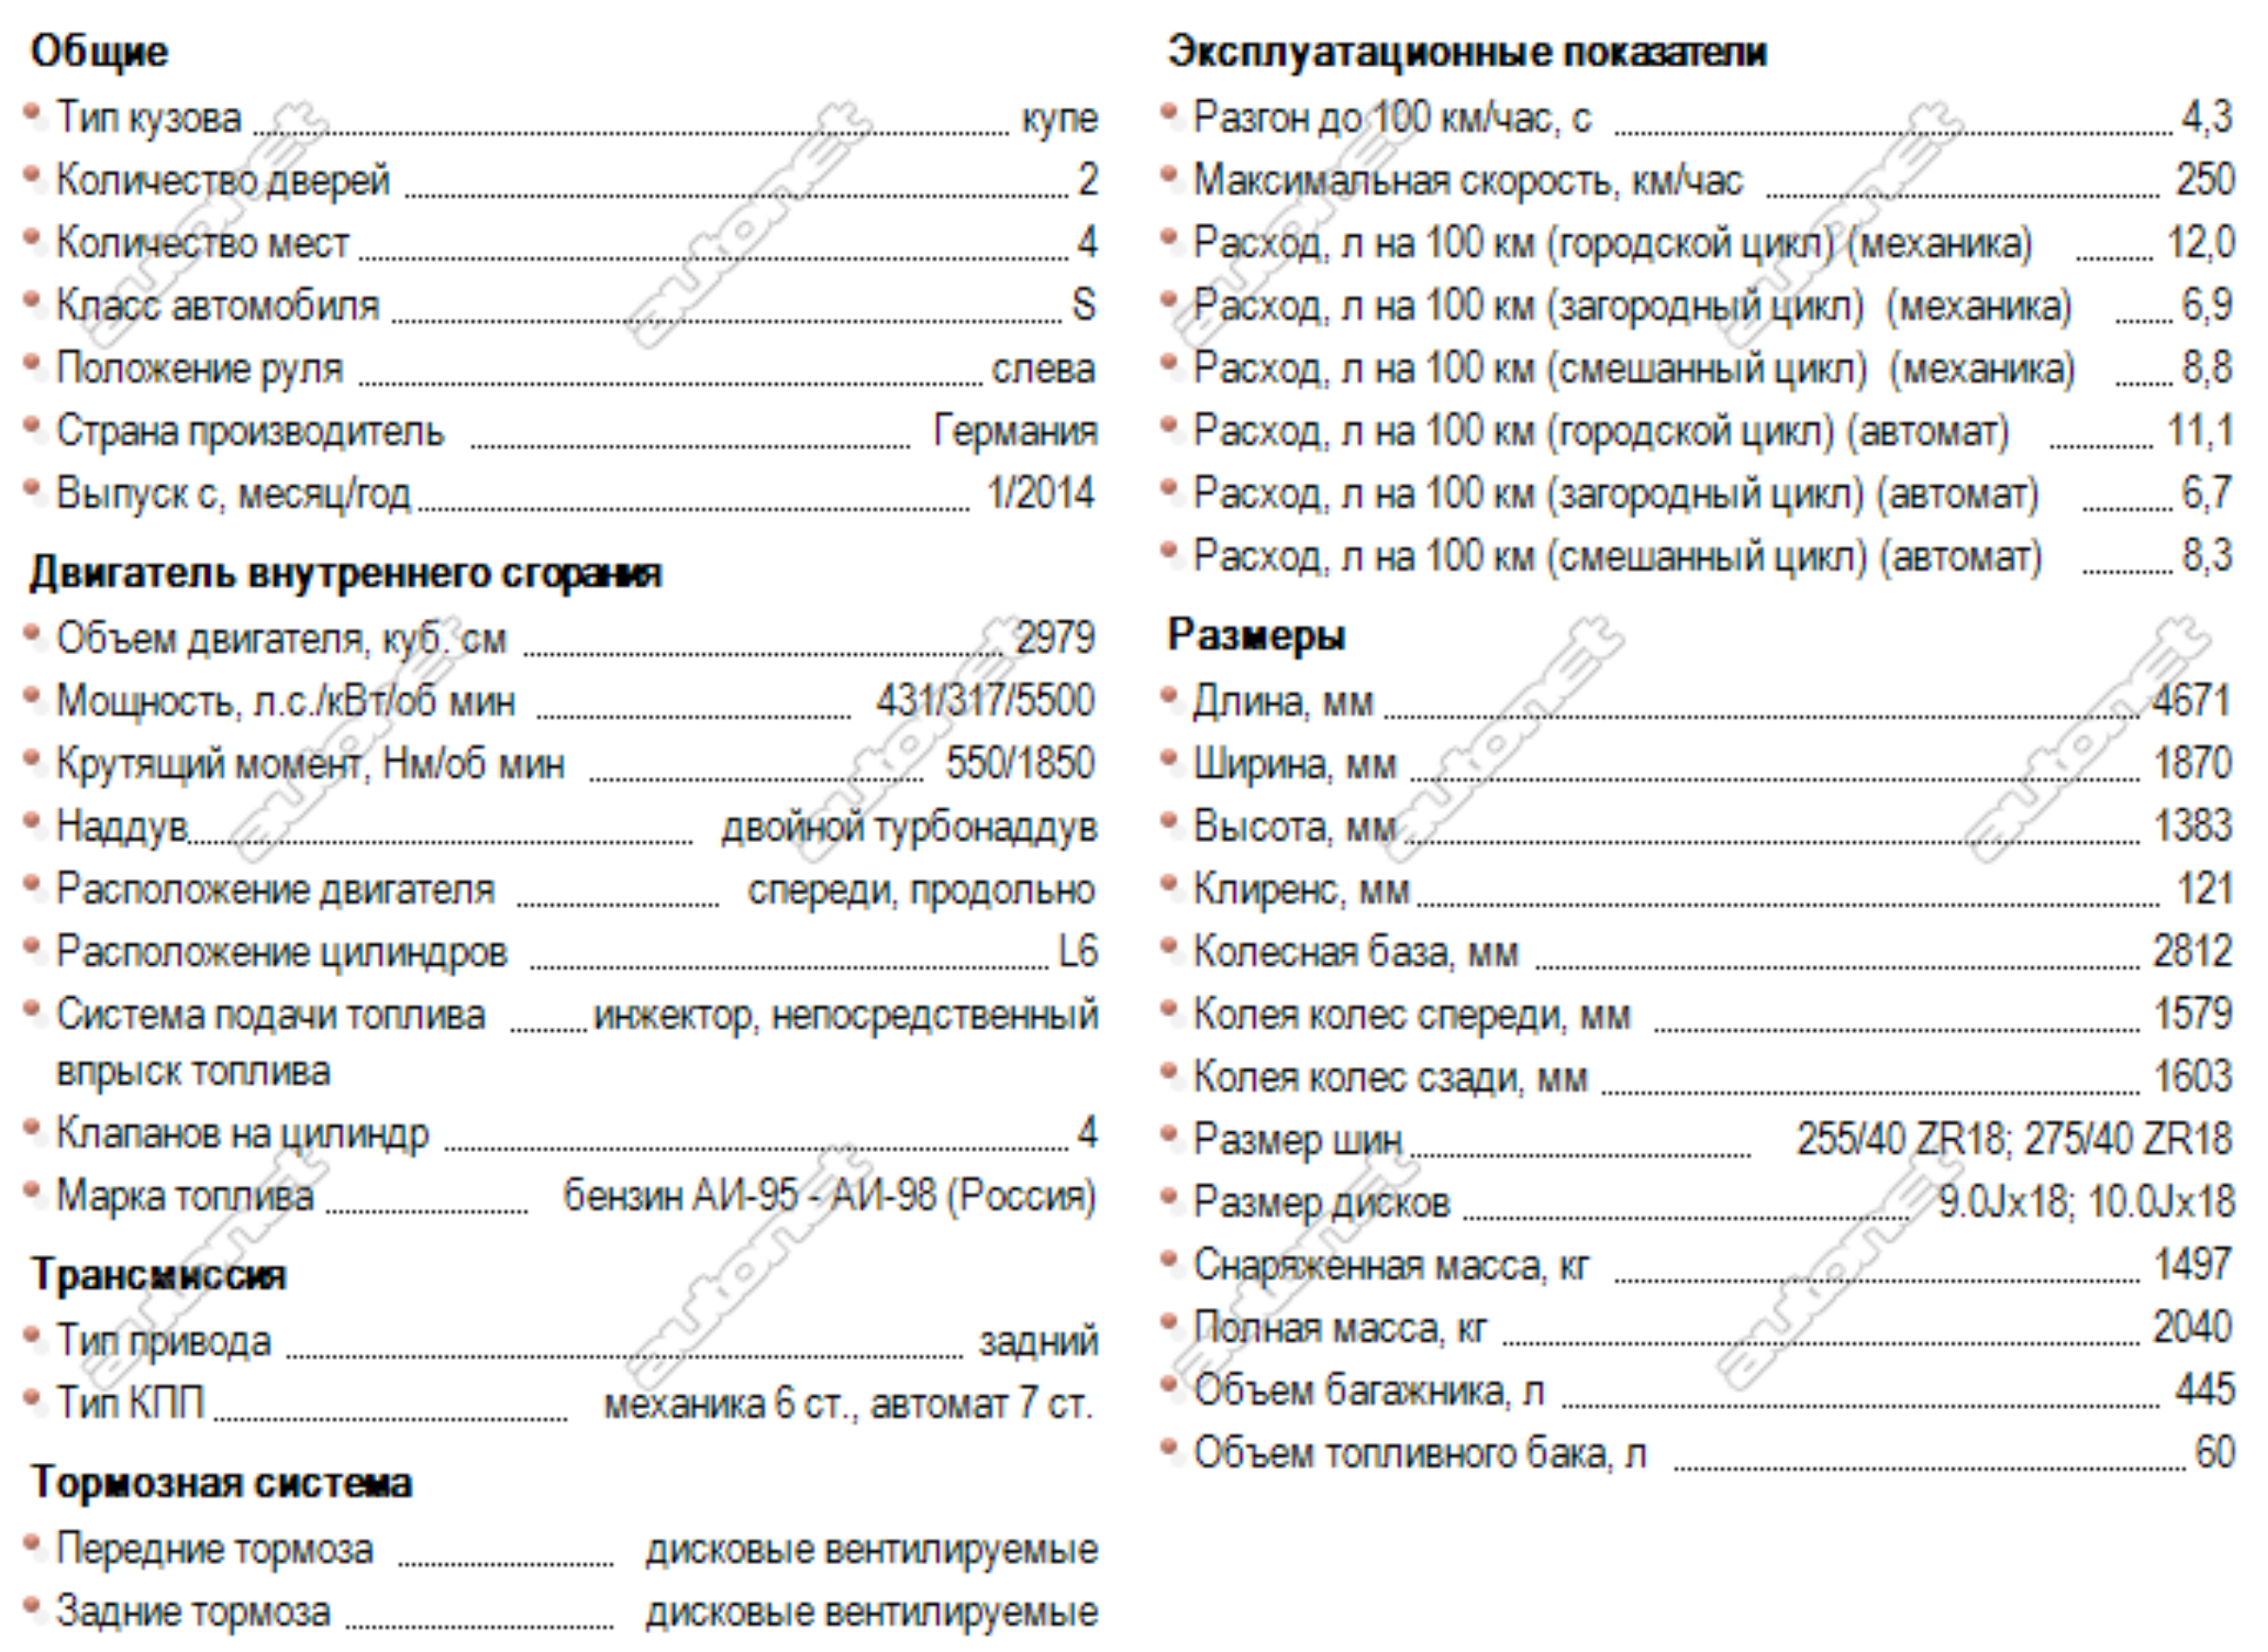 Общие
Тип кузова купе
Количество дверей 2
Количество мест 4
Класс автомобиля S
Положение руля слева
Страна производитель Германия
Выпуск с, месяц/год 1/2014
Двигатель внутреннего сгорания
Объем двигателя, куб. см 2979
Мощность, л.с./кВт/об мин 431/317/5500
Крутящий момент, Нм/об мин 550/1850
Наддув двойной турбонаддув
Расположение двигателя спереди, продольно
Расположение цилиндров L6
Система подачи топлива инжектор, непосредственный
впрыск топлива
Клапанов на цилиндр 4
Марка топлива бензин АИ-95 - АИ-98 (Россия)
Трансмиссия
Тип привода задний
Тип КПП механика 6 ст., автомат 7 ст.
Тормозная система
Передние тормоза дисковые вентилируемые
Задние тормоза дисковые вентилируемые
Эксплуатационные показатели
Разгон до 100 км/час, с 4,3
Максимальная скорость, км/час 250
Расход, л на 100 км (городской цикл) (механика) 12,0
Расход, л на 100 км (загородный цикл) (механика) 6,9
Расход, л на 100 км (смешанный цикл) (механика) 8,8
Расход, л на 100 км (городской цикл) (автомат) 11,1
Расход, л на 100 км (загородный цикл) (автомат) 6,7
Расход, л на 100 км (смешанный цикл) (автомат) 8,3
Размеры
Длина, мм 4671
Ширина, мм 1870
Высота, мм 1383
Клиренс, мм 121
Колесная база, мм 2812
Колея колес спереди, мм 1579
Колея колес сзади, мм 1603
Размер шин 255/40 ZR18; 275/40 ZR18
Размер дисков 9.0Jx18; 10.0Jx18
Снаряженная масса, кг 1497
Полная масса, кг 2040
Объем багажника, л 445
Объем топливного бака, л 60
autonet
autonet
autonet
autonet
autonet
autonet
autonet
autonet
autonet
autonet
autonet
autonet